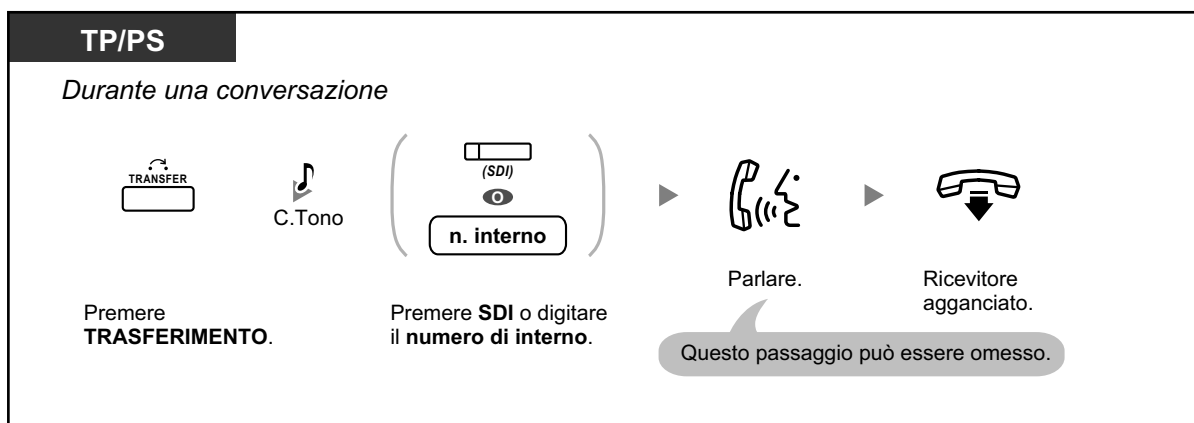 TP/PS
Durante una conversazione
TRANSFER
C.Tono
(SDI)
O
n. interno
Premere
TRASFERIMENTO.
Premere SDI o digitare
il numero di interno.
Parlare.
Ricevitore
agganciato.
Questo passaggio può essere omesso.